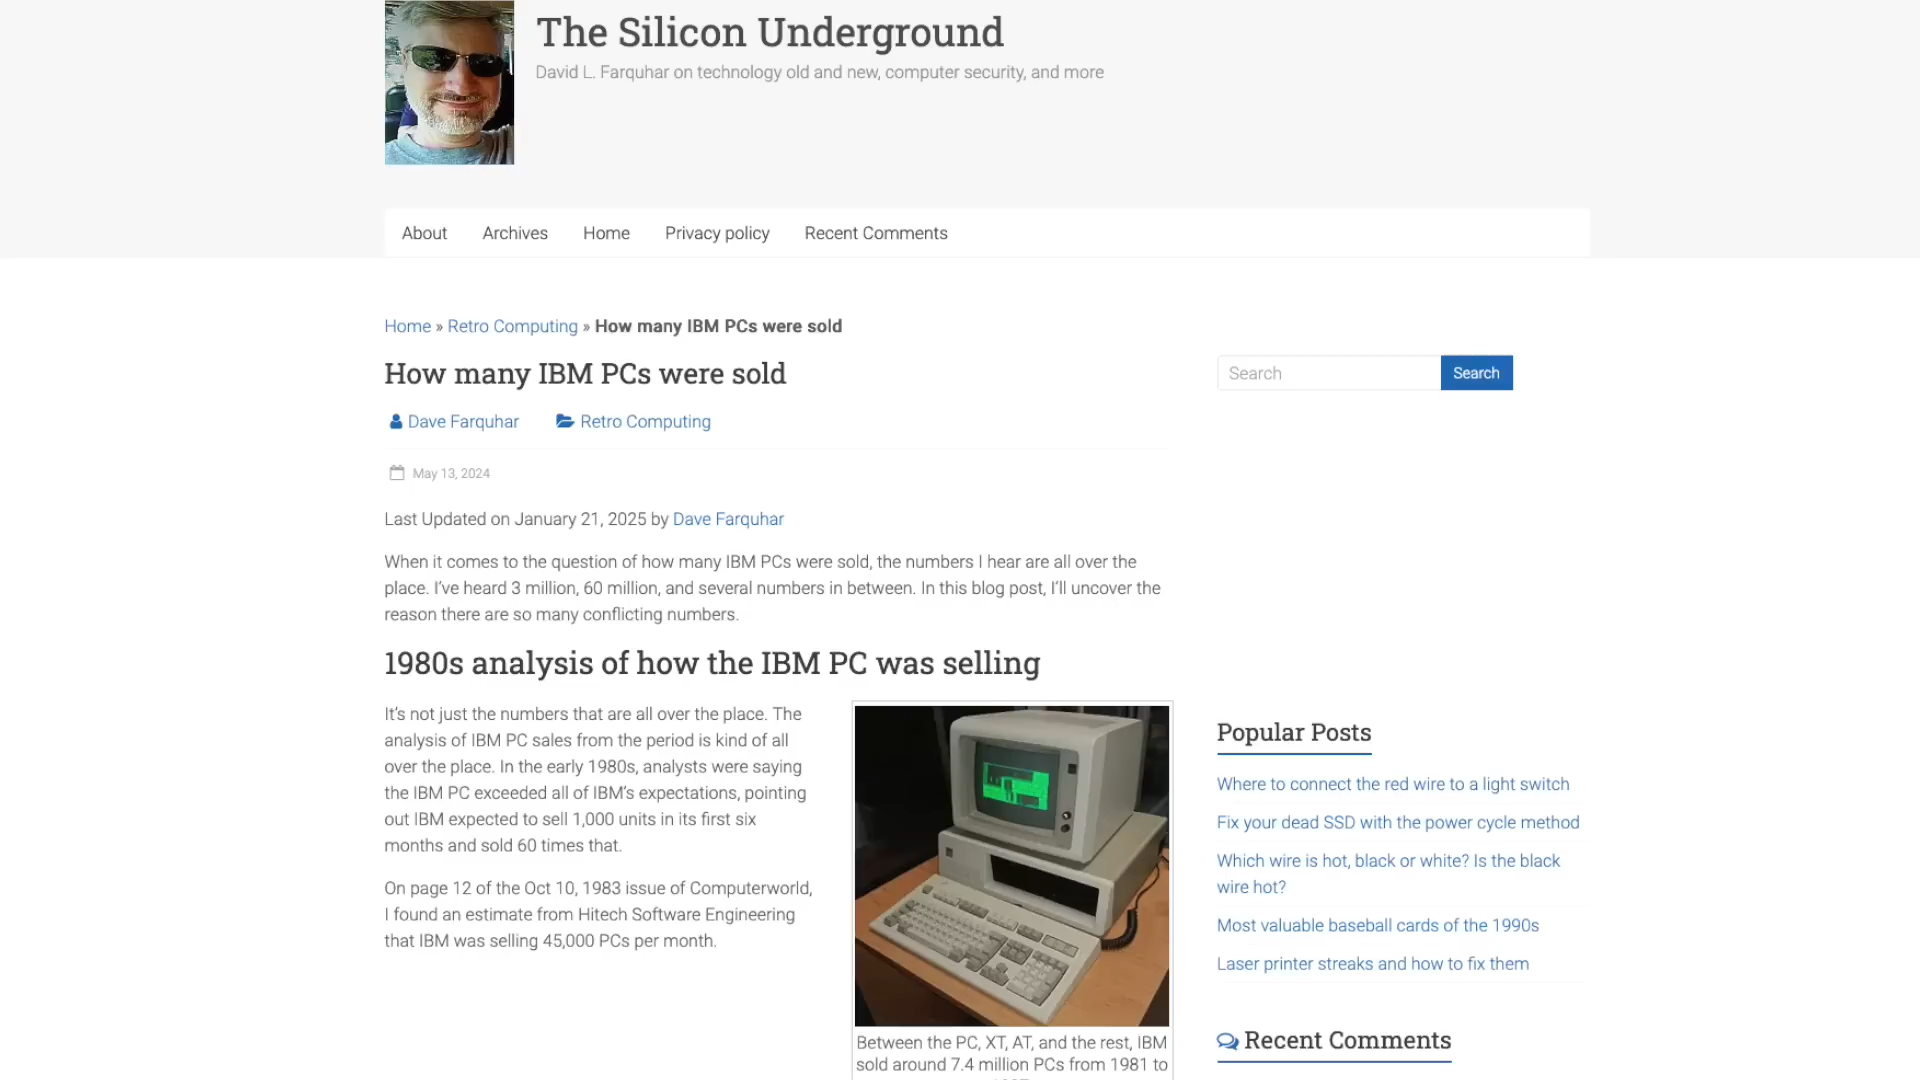 The Silicon Underground
David L. Farquhar on technology old and new, computer security, and more
About Archives Home Privacy policy Recent Comments
Home » Retro Computing » How many IBM PCs were sold
How many IBM PCs were sold
Dave Farquhar Retro Computing
May 13, 2024
Last Updated on January 21, 2025 by Dave Farquhar
When it comes to the question of how many IBM PCs were sold, the numbers I hear are all over the
place. I've heard 3 million, 60 million, and several numbers in between. In this blog post, I'll uncover the
reason there are so many conflicting numbers.
1980s analysis of how the IBM PC was selling
It's not just the numbers that are all over the place. The
analysis of IBM PC sales from the period is kind of all
over the place. In the early 1980s, analysts were saying
the IBM PC exceeded all of IBM's expectations, pointing
out IBM expected to sell 1,000 units in its first six
months and sold 60 times that.
On page 12 of the Oct 10, 1983 issue of Computerworld,
I found an estimate from Hitech Software Engineering
that IBM was selling 45,000 PCs per month.
Between the PC, XT, AT, and the rest, IBM
sold around 7.4 million PCs from 1981 to
Search Search
Popular Posts
Where to connect the red wire to a light switch
Fix your dead SSD with the power cycle method
Which wire is hot, black or white? Is the black
wire hot?
Most valuable baseball cards of the 1990s
Laser printer streaks and how to fix them
Recent Comments